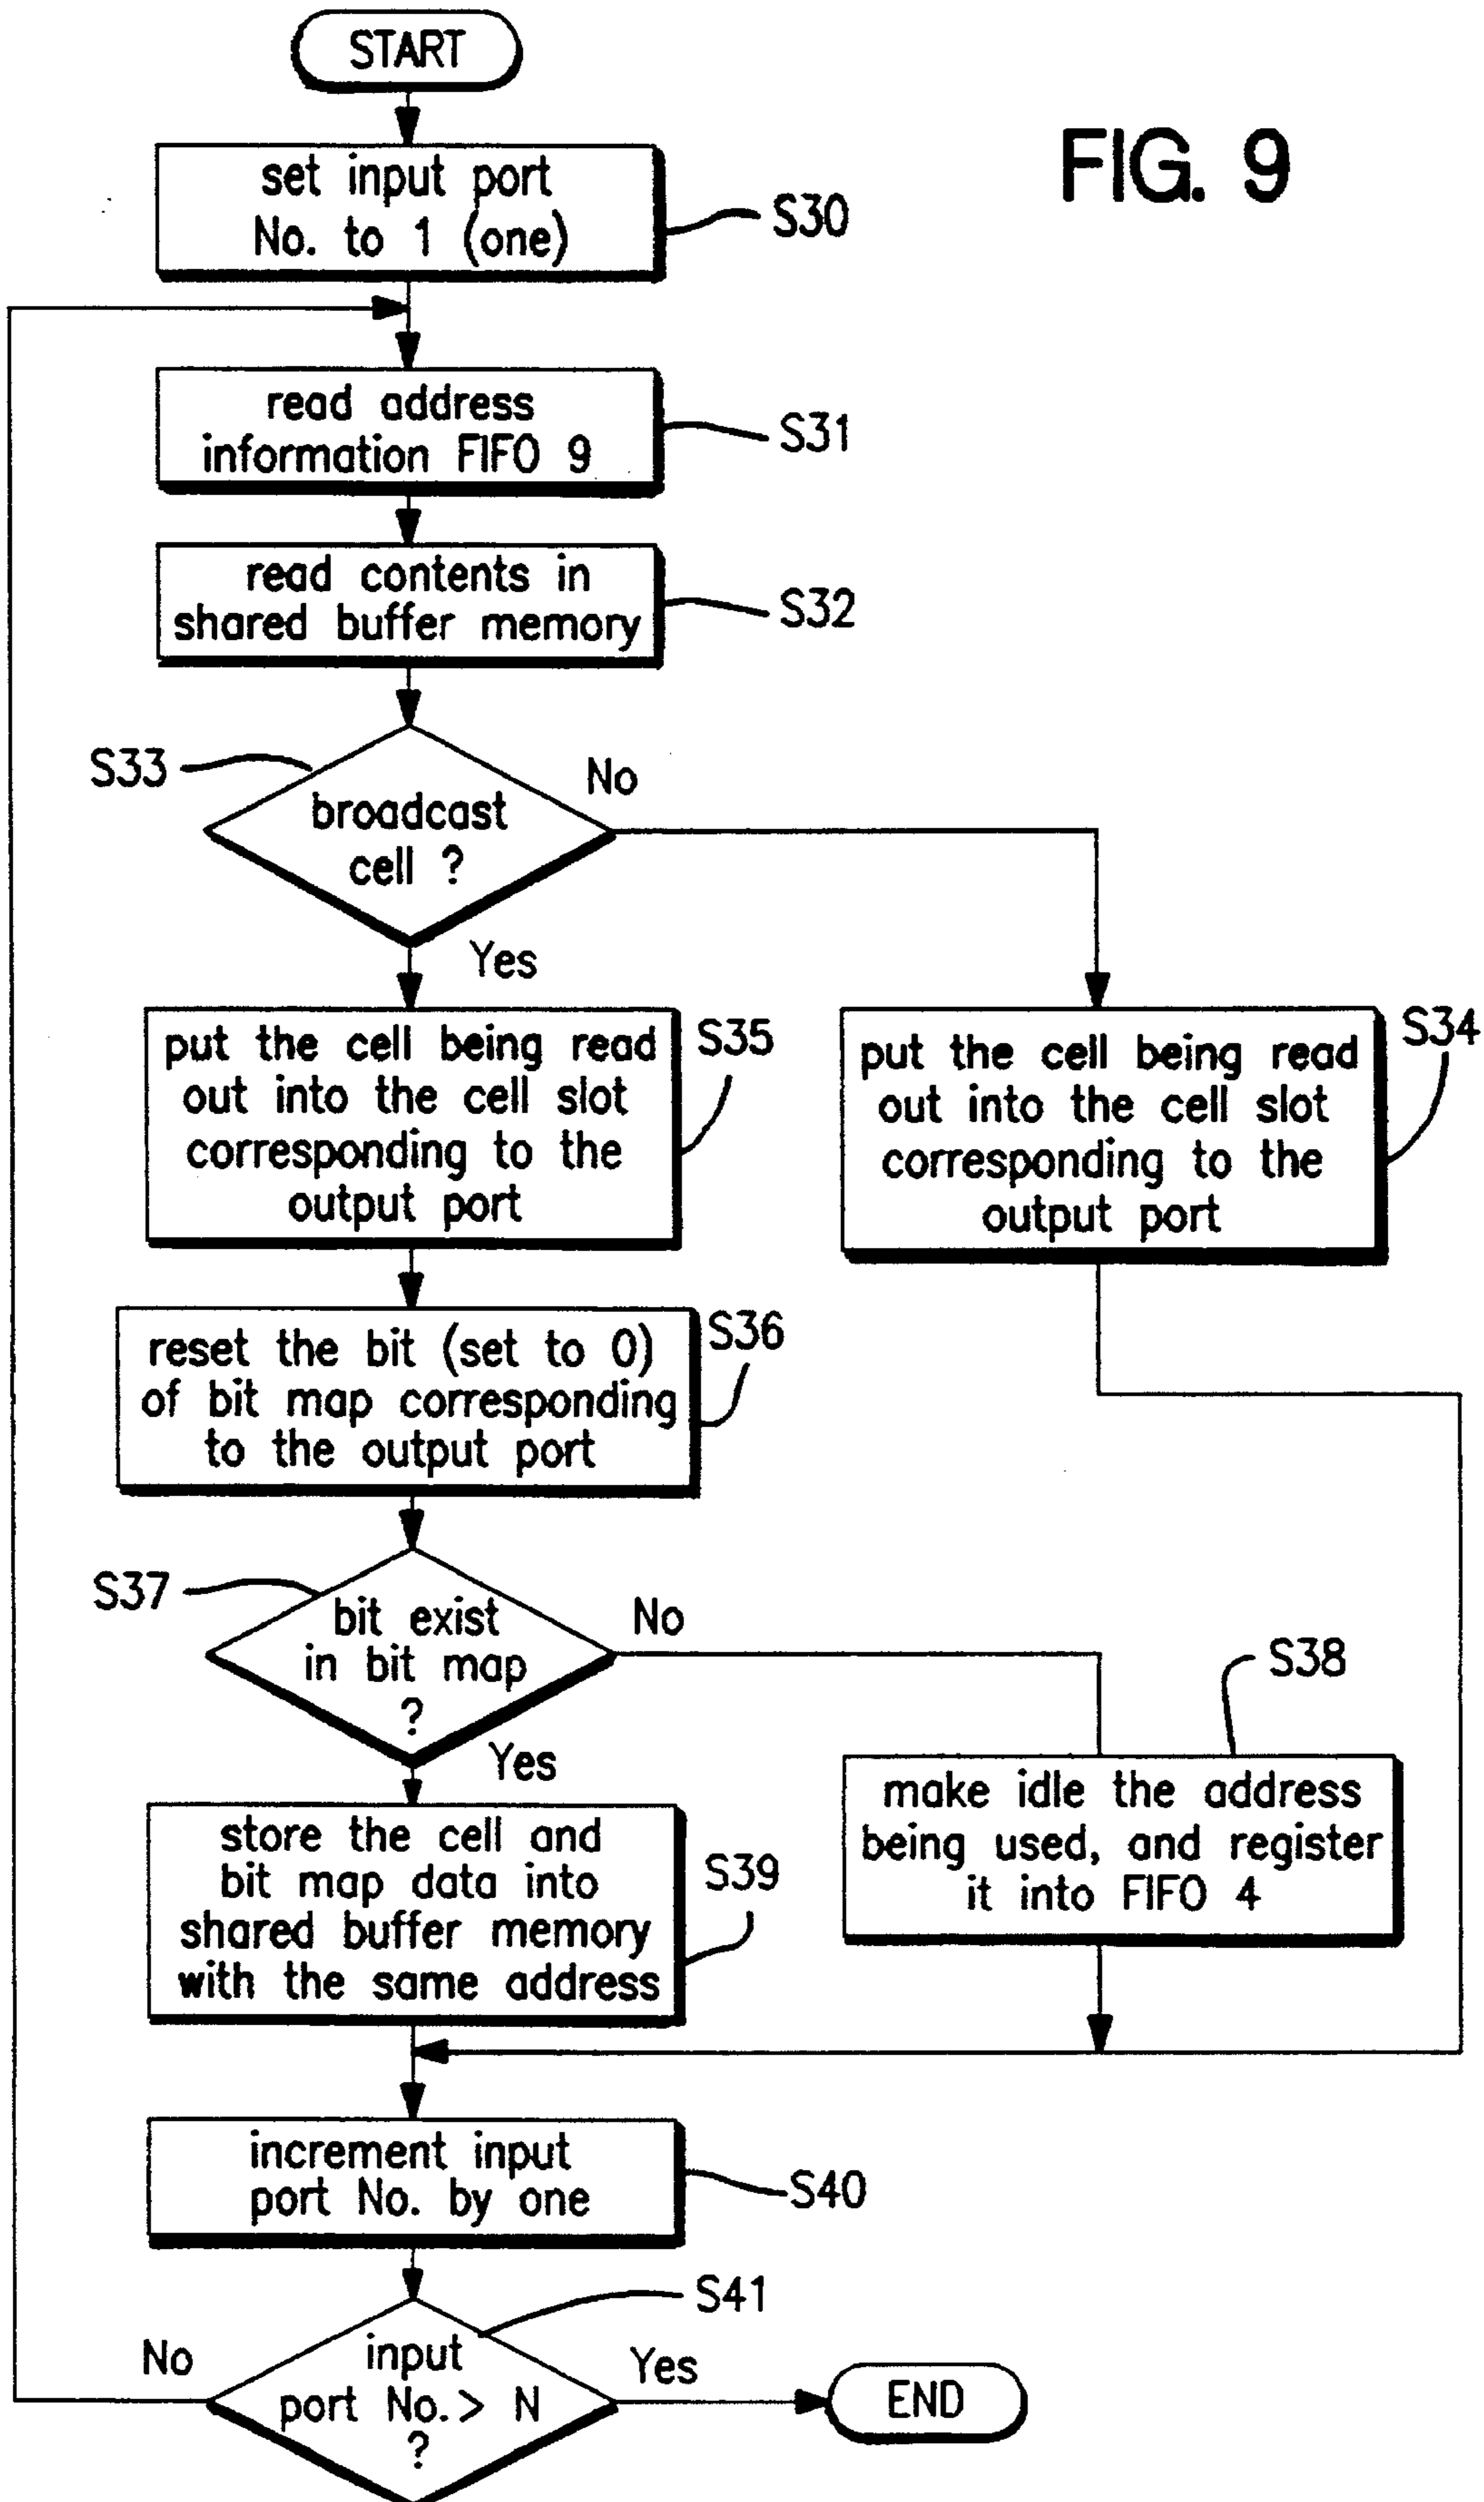 START
FIG. 9
set input port
No. to 1 (one)
S30
read address
information FIFO 9
S31
read contents in
shared buffer memory
S32
S33
broadcast
cell ?
No
Yes
put the cell being read
out into the cell slot
corresponding to the
output port
S35
put the cell being read
out into the cell slot
corresponding to the
output port
S34
reset the bit (set to 0)
of bit map corresponding
to the output port
S36
S37
bit exist
in bit map
?
No
Yes
S38
make idle the address
being used, and register
it into FIFO 4
store the cell and
bit map data into
shared buffer memory
with the same address
S39
increment input
port No. by one
S40
S41
input
port No. > N
?
No
Yes
END